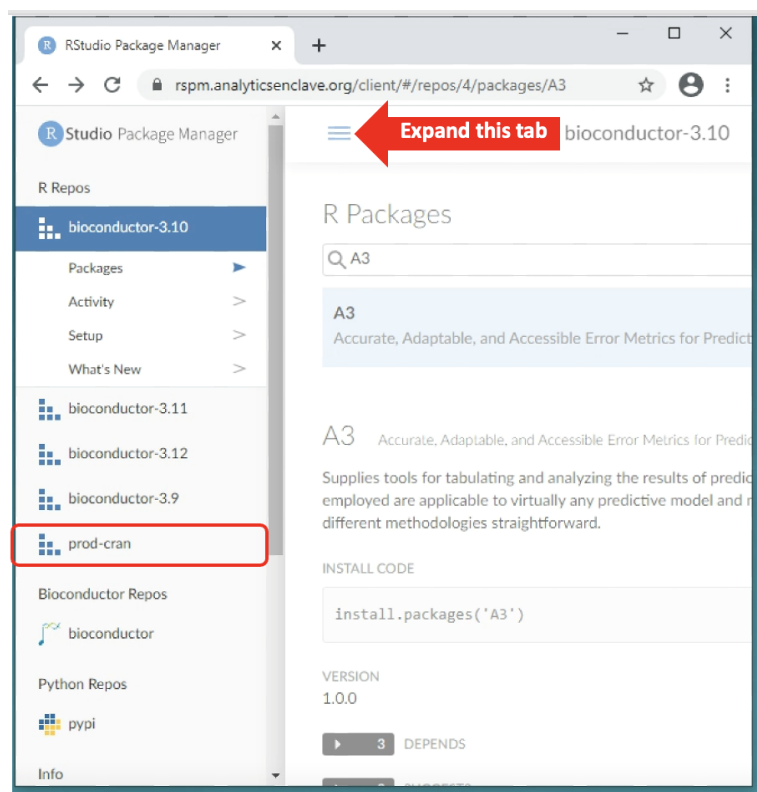 RStudio Package Manager
rspm.analyticsenclave.org/client/#/repos/4/packages/A3
R Studio Package Manager
Expand this tab
bioconductor-3.10
R Repos
bioconductor-3.10
Packages
Activity
Setup
What's New
bioconductor-3.11
bioconductor-3.12
bioconductor-3.9
prod-cran
Bioconductor Repos
bioconductor
Python Repos
pypi
Info
R Packages
A3
A3
Accurate, Adaptable, and Accessible Error Metrics for Predict
A3 Accurate, Adaptable, and Accessible Error Metrics for Predic
Supplies tools for tabulating and analyzing the results of predic
employed are applicable to virtually any predictive model and
different methodologies straightforward.
INSTALL CODE
install.packages('A3')
VERSION
1.0.0
3 DEPENDS